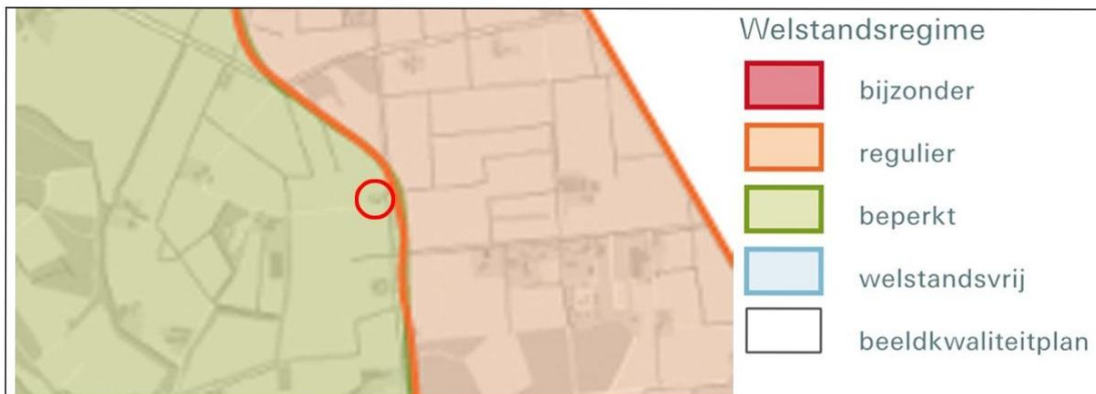 Welstandsregime
bijzonder
regulier
beperkt
welstandsvrij
beeldkwaliteitplan